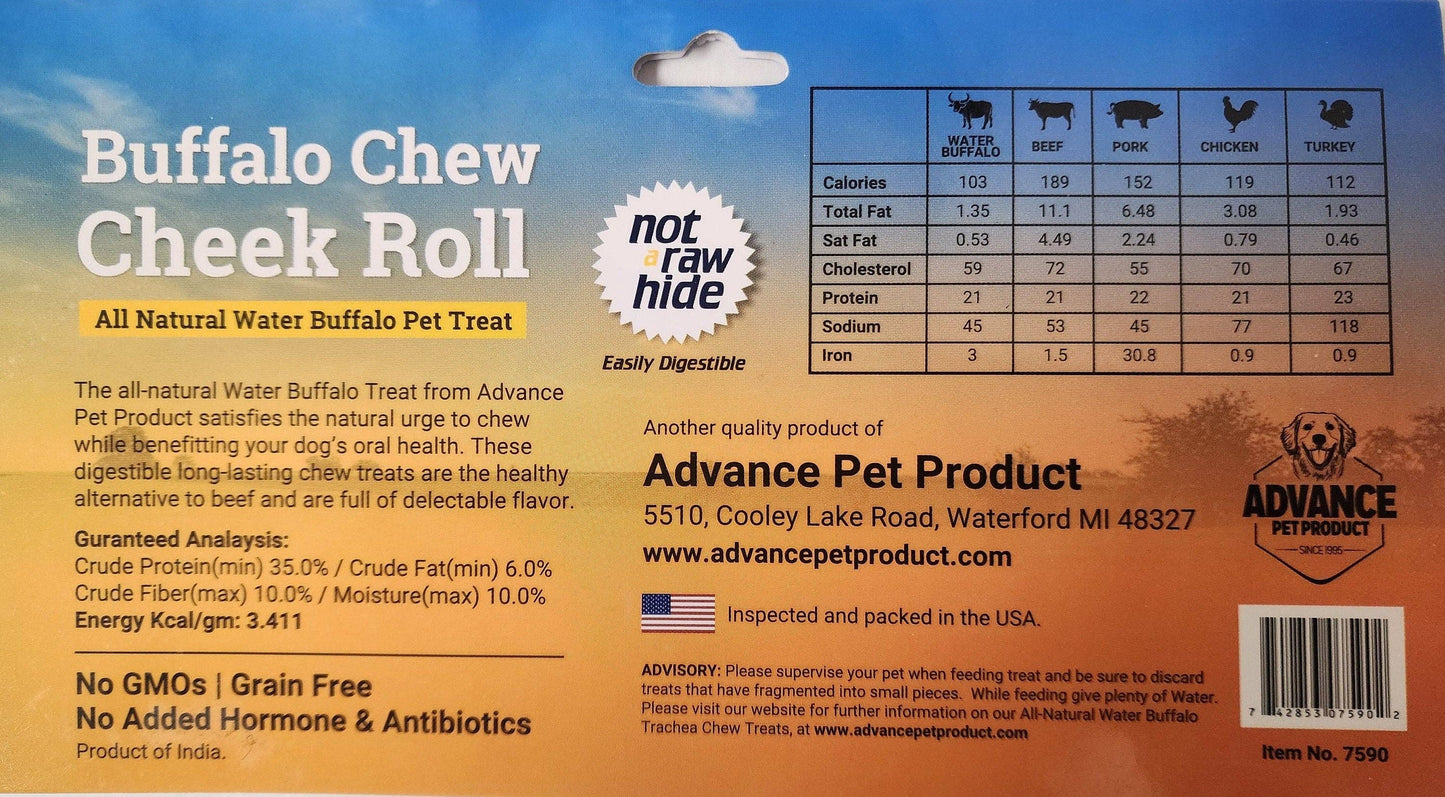 Buffalo Chew
Cheek Roll
All Natural Water Buffalo Pet Treat
The all-natural Water Buffalo Treat from Advance
Pet Product satisfies the natural urge to chew
while benefitting your dog's oral health. These
digestible long-lasting chew treats are the healthy
alternative to beef and are full of delectable flavor.
Guranteed Analaysis:
Crude Protein(min) 35.0% / Crude Fat(min) 6.0%
Crude Fiber(max) 10.0% / Moisture(max) 10.0%
Energy Kcal/gm: 3.411
No GMOs | Grain Free
No Added Hormone & Antibiotics
Product of India.
not
a raw
hide
Easily Digestible
WATER
BUFFALO BEEF PORK CHICKEN TURKEY
Calories 103 189 152 119 112
Total Fat 1.35 11.1 6.48 3.08 1.93
Sat Fat 0.53 4.49 2.24 0.79 0.46
Cholesterol 59 72 55 70 67
Protein 21 21 22 21 23
Sodium 45 53 45 77 118
Iron 3 1.5 30.8 0.9 0.9
Another quality product of
Advance Pet Product
5510, Cooley Lake Road, Waterford MI 48327
www.advancepetproduct.com
Inspected and packed in the USA.
ADVISORY: Please supervise your pet when feeding treat and be sure to discard
treats that have fragmented into small pieces. While feeding give plenty of Water.
Please visit our website for further information on our All-Natural Water Buffalo
Trachea Chew Treats, at www.advancepetproduct.com
ADVANCE
PET PRODUCT
SINCE 1995
7 42853 07590 2
Item No. 7590